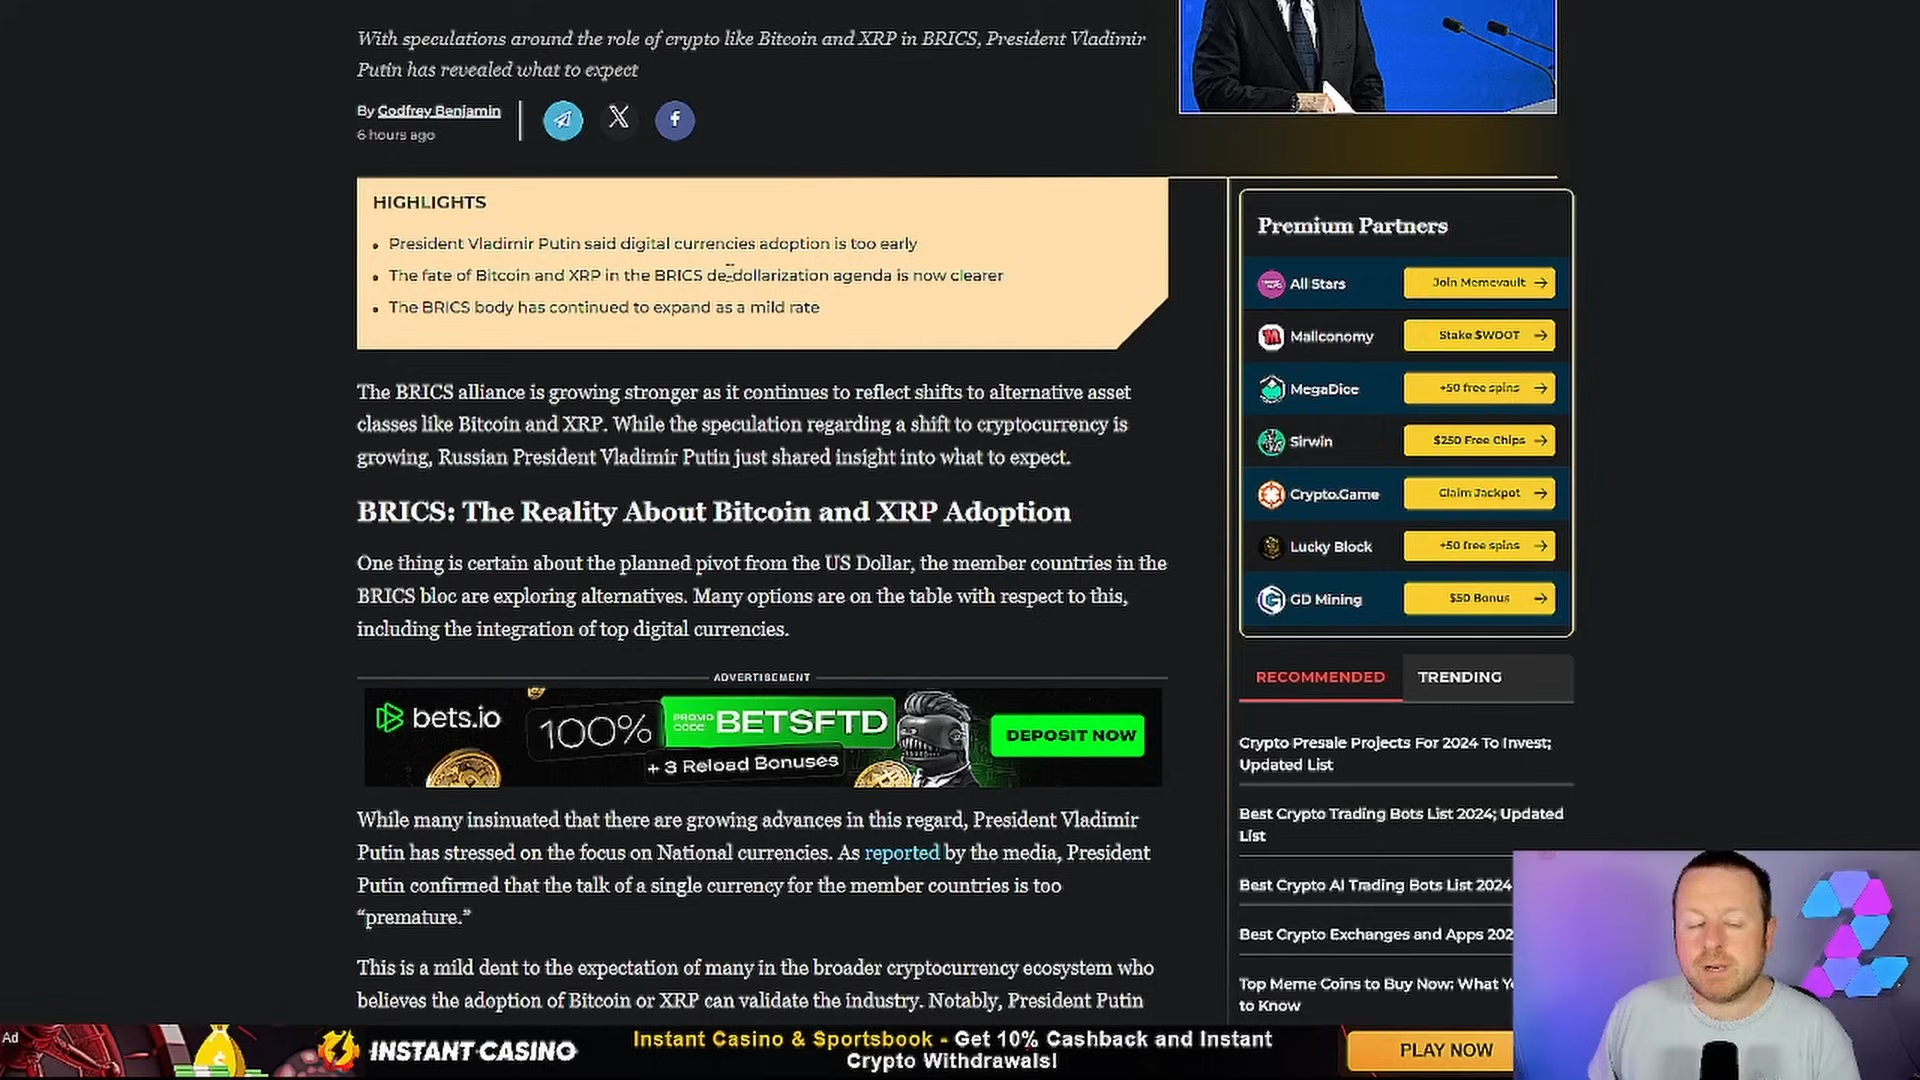 With speculations around the role of crypto like Bitcoin and XRP in BRICS, President Vladimir
Putin has revealed what to expect
By Godfrey Benjamin
6 hours ago
HIGHLIGHTS
President Vladimir Putin said digital currencies adoption is too early
The fate of Bitcoin and XRP in the BRICS de-dollarization agenda is now clearer
The BRICS body has continued to expand as a mild rate
The BRICS alliance is growing stronger as it continues to reflect shifts to alternative asset
classes like Bitcoin and XRP. While the speculation regarding a shift to cryptocurrency is
growing, Russian President Vladimir Putin just shared insight into what to expect.
BRICS: The Reality About Bitcoin and XRP Adoption
One thing is certain about the planned pivot from the US Dollar, the member countries in the
BRICS bloc are exploring alternatives. Many options are on the table with respect to this,
including the integration of top digital currencies.
ADVERTISEMENT
bets.io
100%
PROMO CODE
BETSFTD
+ 3 Reload Bonuses
DEPOSIT NOW
While many insinuated that there are growing advances in this regard, President Vladimir
Putin has stressed on the focus on National currencies. As reported by the media, President
Putin confirmed that the talk of a single currency for the member countries is too
“premature.”
This is a mild dent to the expectation of many in the broader cryptocurrency ecosystem who
believes the adoption of Bitcoin or XRP can validate the industry. Notably, President Putin
Premium Partners
All Stars
Join Memevault
Mallconomy
Stake $WOOT
MegaDice
+50 free spins
Sirwin
$250 Free Chips
Crypto.Game
Claim Jackpot
Lucky Block
+50 free spins
GD Mining
$50 Bonus
RECOMMENDED
TRENDING
Crypto Presale Projects For 2024 To Invest;
Updated List
Best Crypto Trading Bots List 2024; Updated
List
Best Crypto AI Trading Bots List 2024
Best Crypto Exchanges and Apps 202
Top Meme Coins to Buy Now: What Y
to Know
Ad
INSTANT CASINO
Instant Casino & Sportsbook - Get 10% Cashback and Instant
Crypto Withdrawals!
PLAY NOW